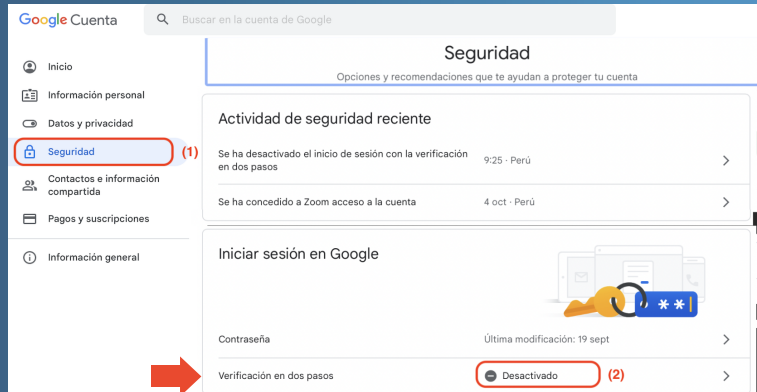 Google Cuenta
Buscar en la cuenta de Google
Seguridad
Opciones y recomendaciones que te ayudan a proteger tu cuenta
Inicio
Información personal
Datos y privacidad
Seguridad (1)
Contactos e información
compartida
Pagos y suscripciones
Información general
Actividad de seguridad reciente
Se ha desactivado el inicio de sesión con la verificación
en dos pasos
9:25 · Perú
Se ha concedido a Zoom acceso a la cuenta
4 oct · Perú
Iniciar sesión en Google
**
Contraseña
Última modificación: 19 sept
Verificación en dos pasos
Desactivado (2)